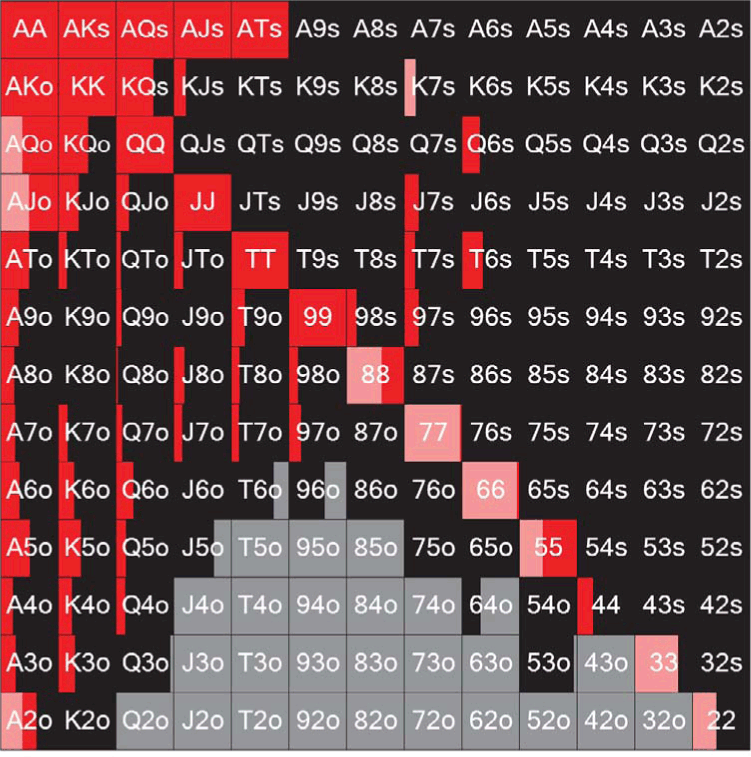 AA AKs AQs AJs ATs A9s A8s A7s A6s A5s A4s A3s A2s
AKo KK KQs KJs KTs K9s K8s K7s K6s K5s K4s K3s K2s
AQo KQo QQ QJs QTs Q9s Q8s Q7s Q6s Q5s Q4s Q3s Q2s
AJo KJo QJo JJ JTs J9s J8s J7s J6s J5s J4s J3s J2s
ATo KTo QTo JTo TT T9s T8s T7s T6s T5s T4s T3s T2s
A9o K9o Q9o J9o T9o 99 98s 97s 96s 95s 94s 93s 92s
A8o K8o Q8o J8o T8o 98o 88 87s 86s 85s 84s 83s 82s
A7o K7o Q7o J7o T7o 97o 87o 77 76s 75s 74s 73s 72s
A6o K6o Q6o J6o T6o 96o 86o 76o 66 65s 64s 63s 62s
A5o K5o Q5o J5o T5o 95o 85o 75o 65o 55 54s 53s 52s
A4o K4o Q4o J4o T4o 94o 84o 74o 64o 54o 44 43s 42s
A3o K3o Q3o J3o T3o 93o 83o 73o 63o 53o 43o 33 32s
A2o K2o Q2o J2o T2o 92o 82o 72o 62o 52o 42o 32o 22